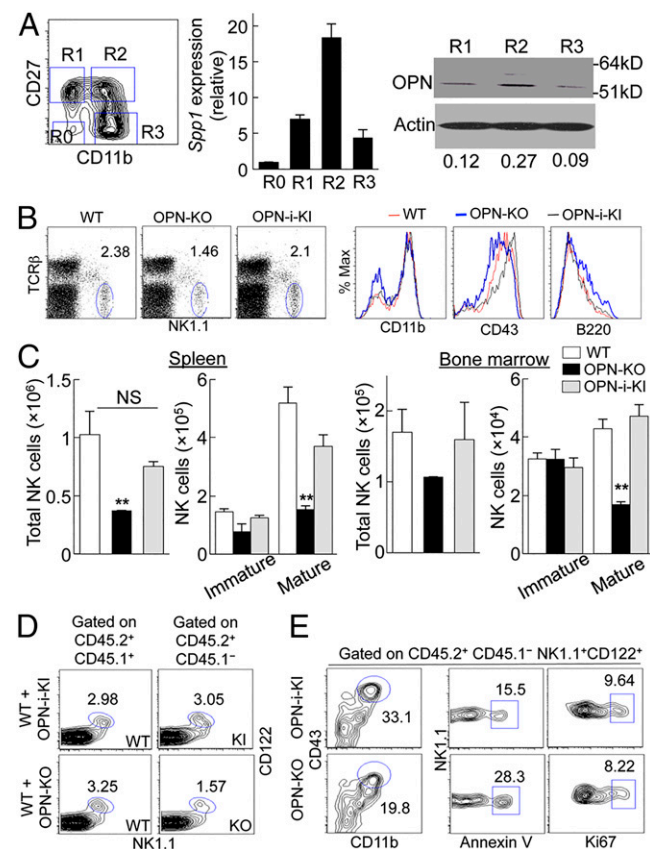 A
R1 R2
R0 R3
CD27
CD11b
Spp1 expression
(relative)
20
15
10
5
0
R0 R1 R2 R3
R1 R2 R3
OPN
-64kD
-51kD
Actin
0.12 0.27 0.09
B
WT OPN-KO OPN-i-KI
2.38 1.46 2.1
TCRβ
NK1.1
WT OPN-KO OPN-i-KI
% Max
CD11b CD43 B220
C
Spleen
Bone marrow
WT
OPN-KO
OPN-i-KI
Total NK cells (×10⁶)
1.5
1
0.5
0
NS
**
NK cells (×10⁵)
6
4
2
0
**
Immature
Mature
Total NK cells (×10⁵)
2
1
0
NK cells (×10⁴)
6
4
2
0
**
Immature
Mature
D
Gated on Gated on
CD45.2⁺ CD45.2⁺
CD45.1⁺ CD45.1⁻
WT +
OPN-i-KI
2.98 3.05
WT KI
WT +
OPN-KO
3.25 1.57
WT KO
CD122
NK1.1
E
Gated on CD45.2⁺ CD45.1⁻ NK1.1⁺CD122⁺
OPN-i-KI
33.1 15.5 9.64
OPN-KO
19.8 28.3 8.22
CD43
NK1.1
CD11b Annexin V Ki67